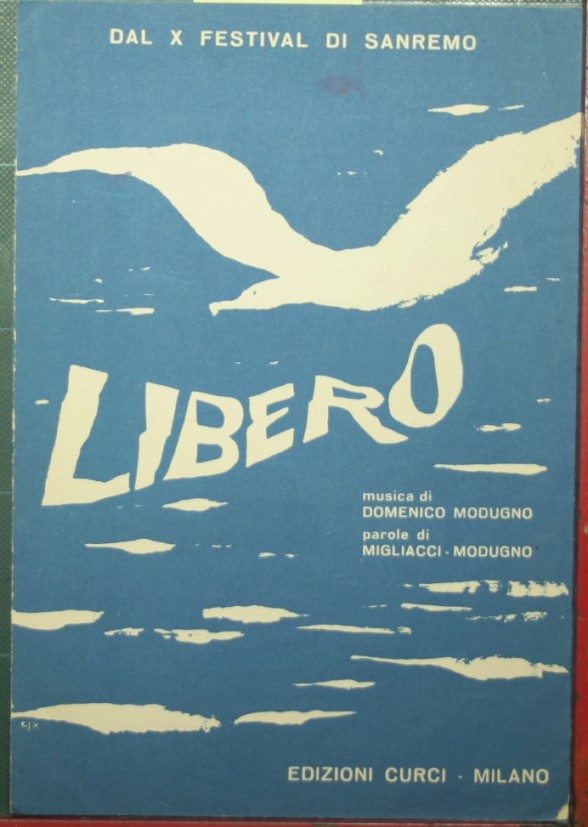 DAL X FESTIVAL DI SANREMO
LIBERO
musica di
DOMENICO MODUGNO
parole di
MIGLIACCI - MODUGNO
EDIZIONI CURCI - MILANO